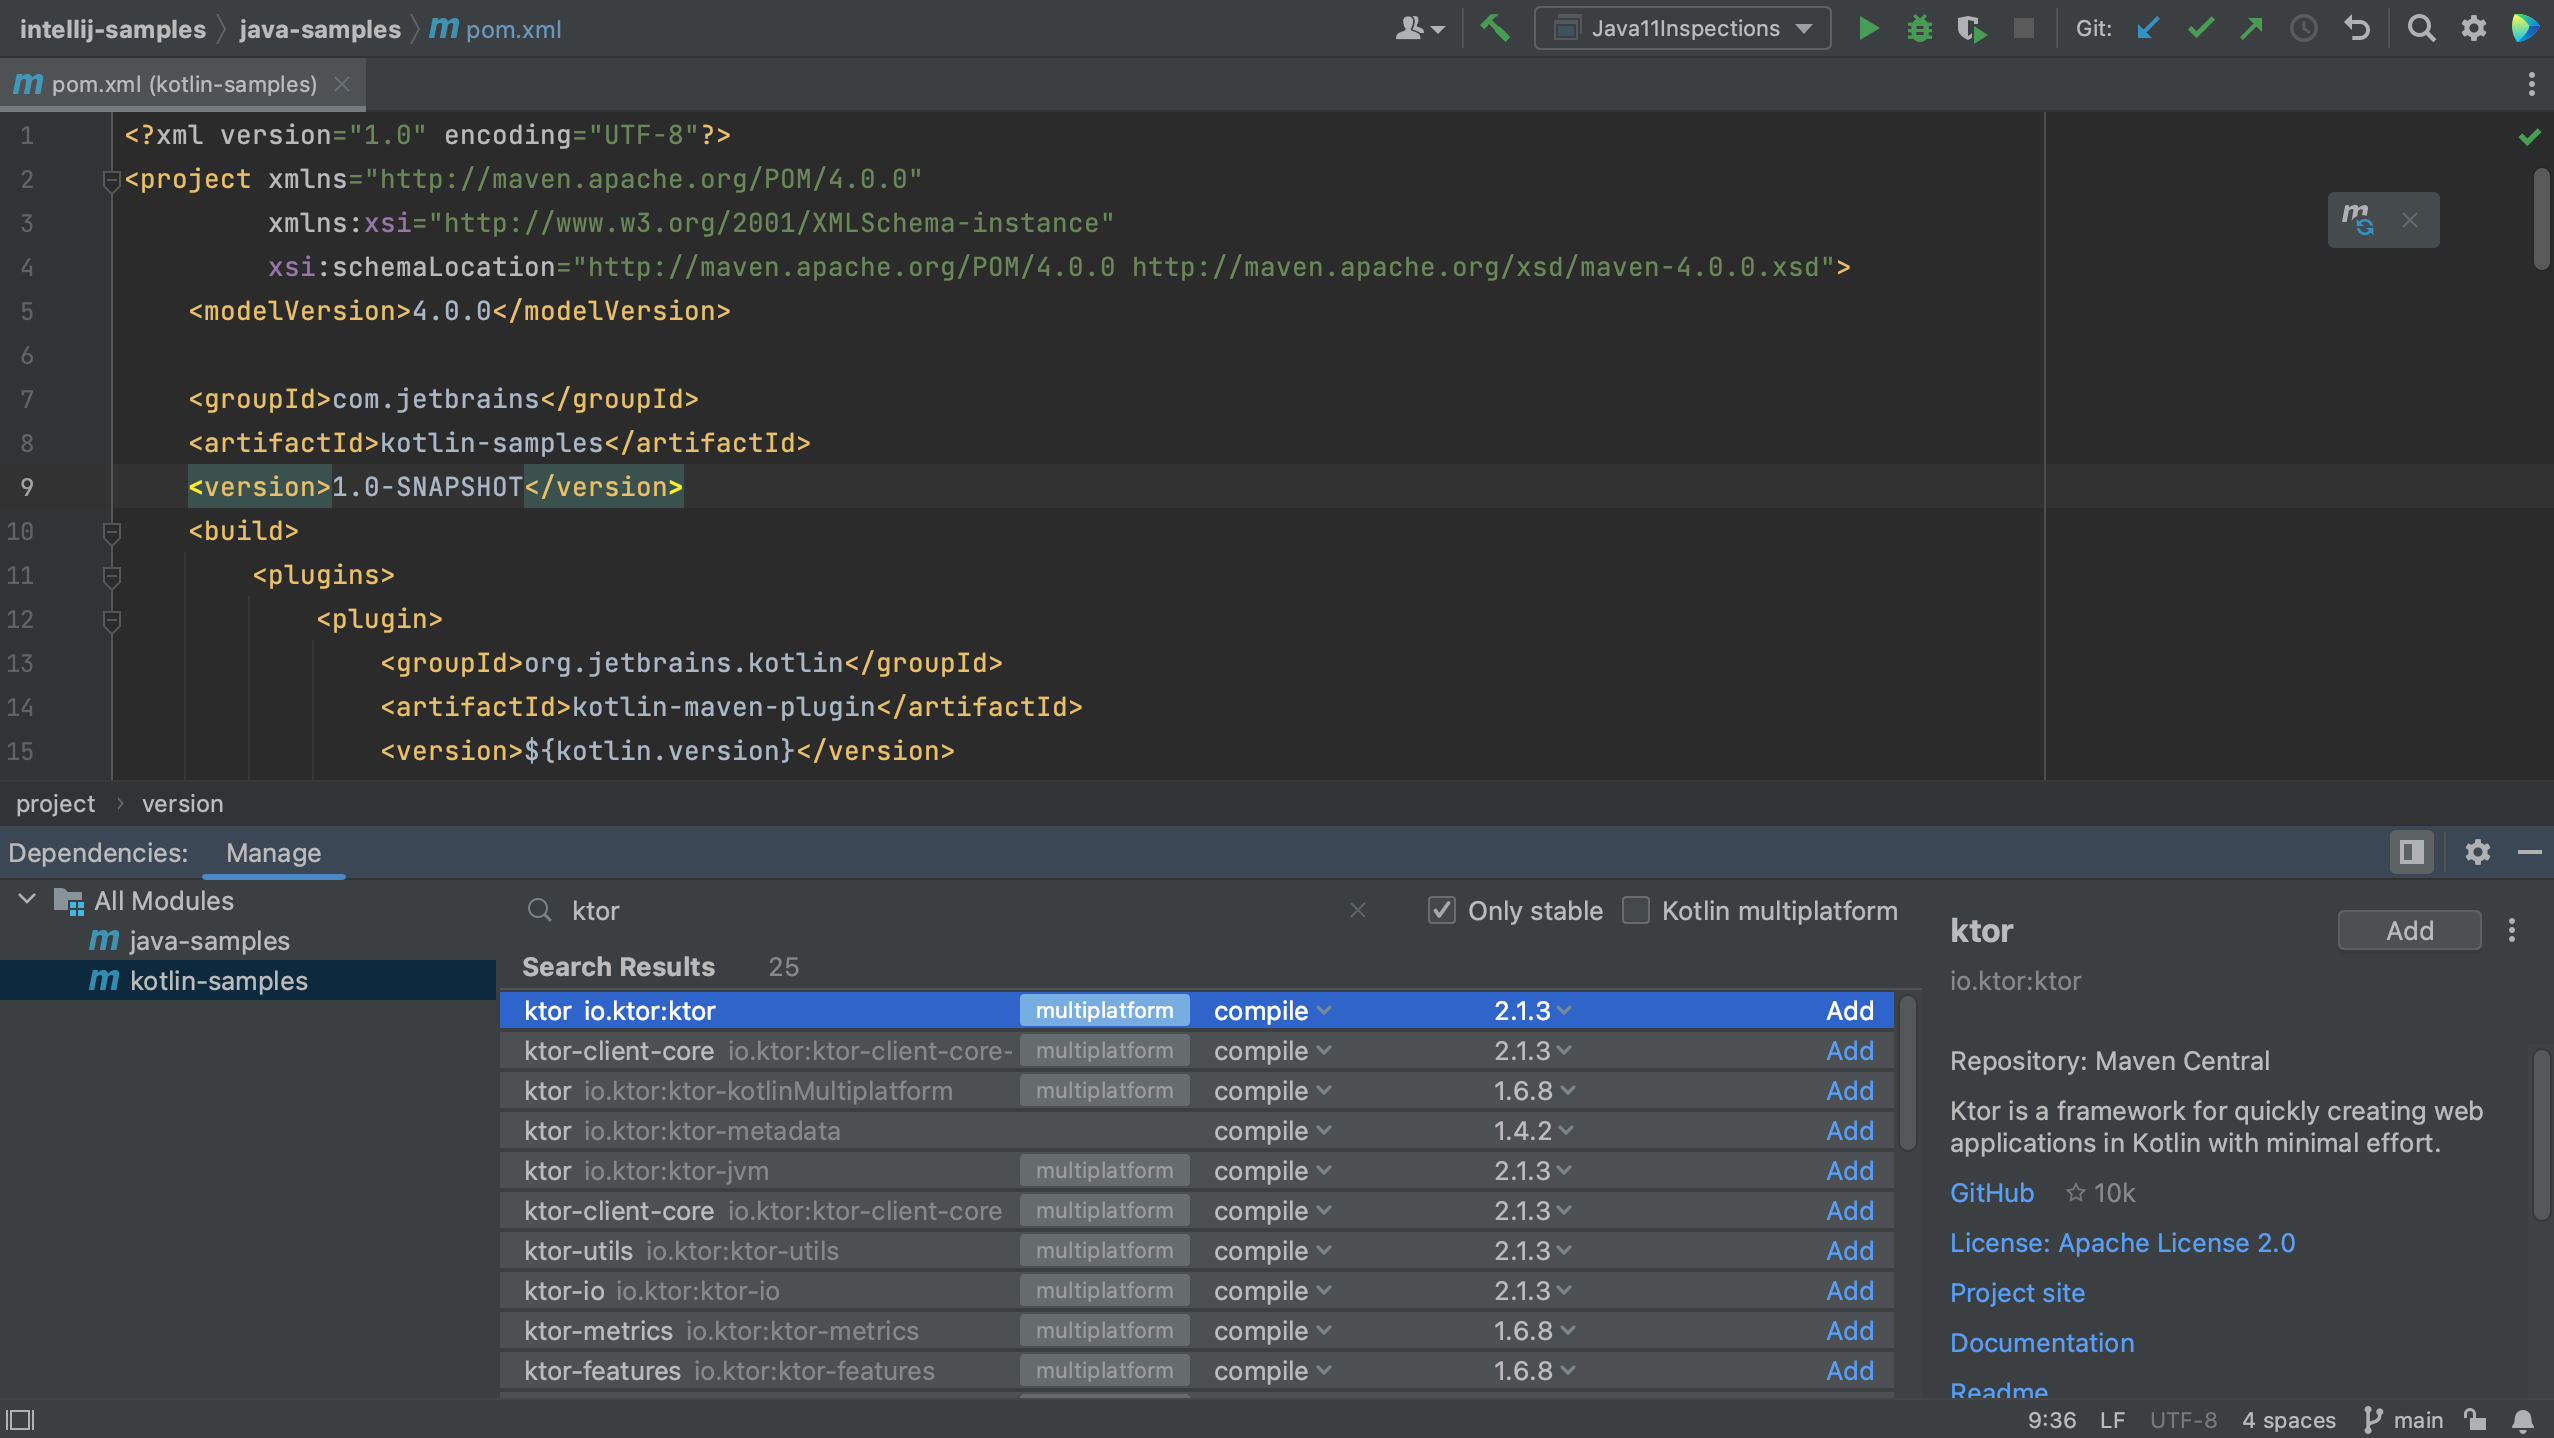 intellij-samples java-samples m pom.xml Java11Inspections Git:
m pom.xml (kotlin-samples)
1 <?xml version="1.0" encoding="UTF-8"?>
2 <project xmlns="http://maven.apache.org/POM/4.0.0"
3 xmlns:xsi="http://www.w3.org/2001/XMLSchema-instance"
4 xsi:schemaLocation="http://maven.apache.org/POM/4.0.0 http://maven.apache.org/xsd/maven-4.0.0.xsd">
5 <modelVersion>4.0.0</modelVersion>
6
7 <groupId>com.jetbrains</groupId>
8 <artifactId>kotlin-samples</artifactId>
9 <version>1.0-SNAPSHOT</version>
10 <build>
11 <plugins>
12 <plugin>
13 <groupId>org.jetbrains.kotlin</groupId>
14 <artifactId>kotlin-maven-plugin</artifactId>
15 <version>${kotlin.version}</version>
project › version
Dependencies: Manage
All Modules
m java-samples
m kotlin-samples
ktor Only stable Kotlin multiplatform
Search Results 25
ktor io.ktor:ktor multiplatform compile 2.1.3 Add
ktor-client-core io.ktor:ktor-client-core- multiplatform compile 2.1.3 Add
ktor io.ktor:ktor-kotlinMultiplatform multiplatform compile 1.6.8 Add
ktor io.ktor:ktor-metadata compile 1.4.2 Add
ktor io.ktor:ktor-jvm multiplatform compile 2.1.3 Add
ktor-client-core io.ktor:ktor-client-core multiplatform compile 2.1.3 Add
ktor-utils io.ktor:ktor-utils multiplatform compile 2.1.3 Add
ktor-io io.ktor:ktor-io multiplatform compile 2.1.3 Add
ktor-metrics io.ktor:ktor-metrics multiplatform compile 1.6.8 Add
ktor-features io.ktor:ktor-features multiplatform compile 1.6.8 Add
ktor Add
io.ktor:ktor
Repository: Maven Central
Ktor is a framework for quickly creating web
applications in Kotlin with minimal effort.
GitHub 10k
License: Apache License 2.0
Project site
Documentation
Readme
9:36 LF UTF-8 4 spaces main